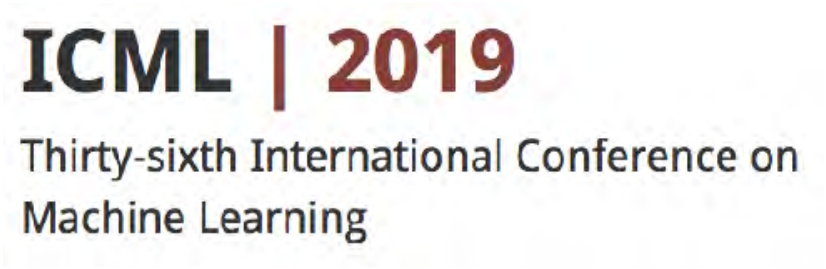 ICML | 2019
Thirty-sixth International Conference on
Machine Learning